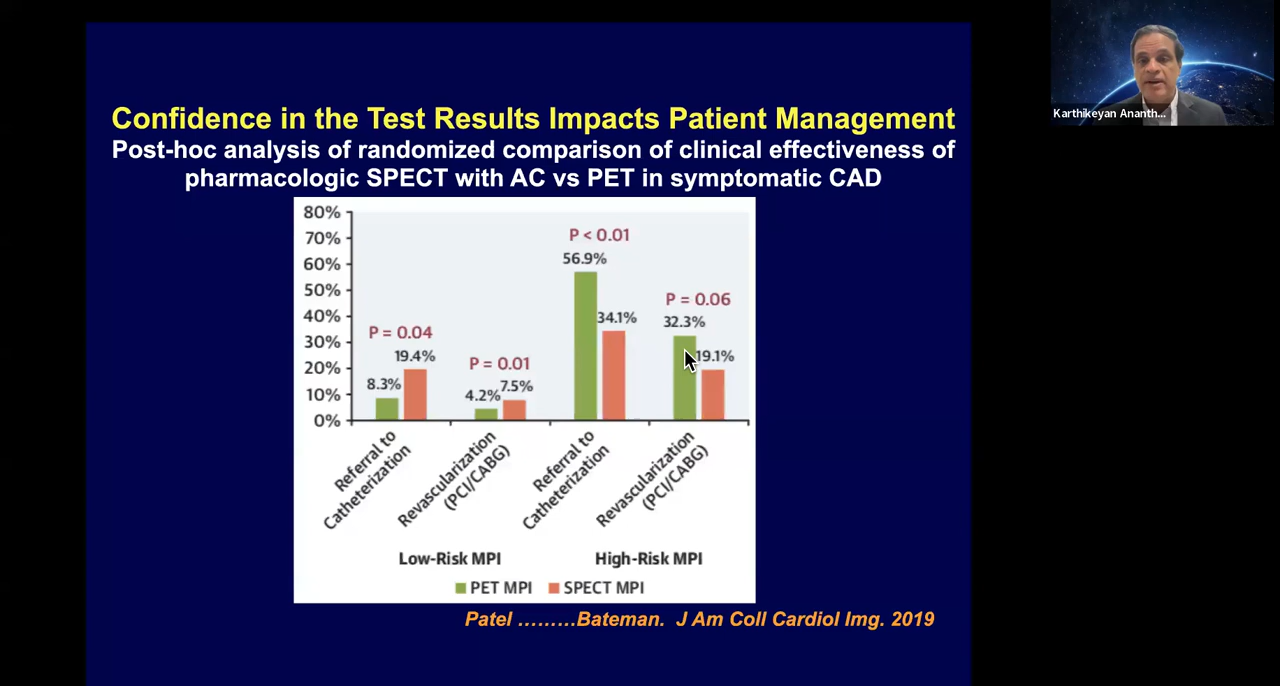 Confidence in the Test Results Impacts Patient Management
Post-hoc analysis of randomized comparison of clinical effectiveness of
pharmacologic SPECT with AC vs PET in symptomatic CAD
Karthikeyan Ananth...
80%
70%
60%
50%
40%
30%
20%
10%
0%
P = 0.04
8.3%
19.4%
P = 0.01
4.2%
7.5%
P < 0.01
56.9%
34.1%
P = 0.06
32.3%
19.1%
Referral to
Catheterization
Revascularization
(PCI//CABG)
Referral to
Catheterization
Revascularization
(PCI//CABG)
Low-Risk MPI
High-Risk MPI
PET MPI
SPECT MPI
Patel ………Bateman.  J Am Coll Cardiol Img. 2019